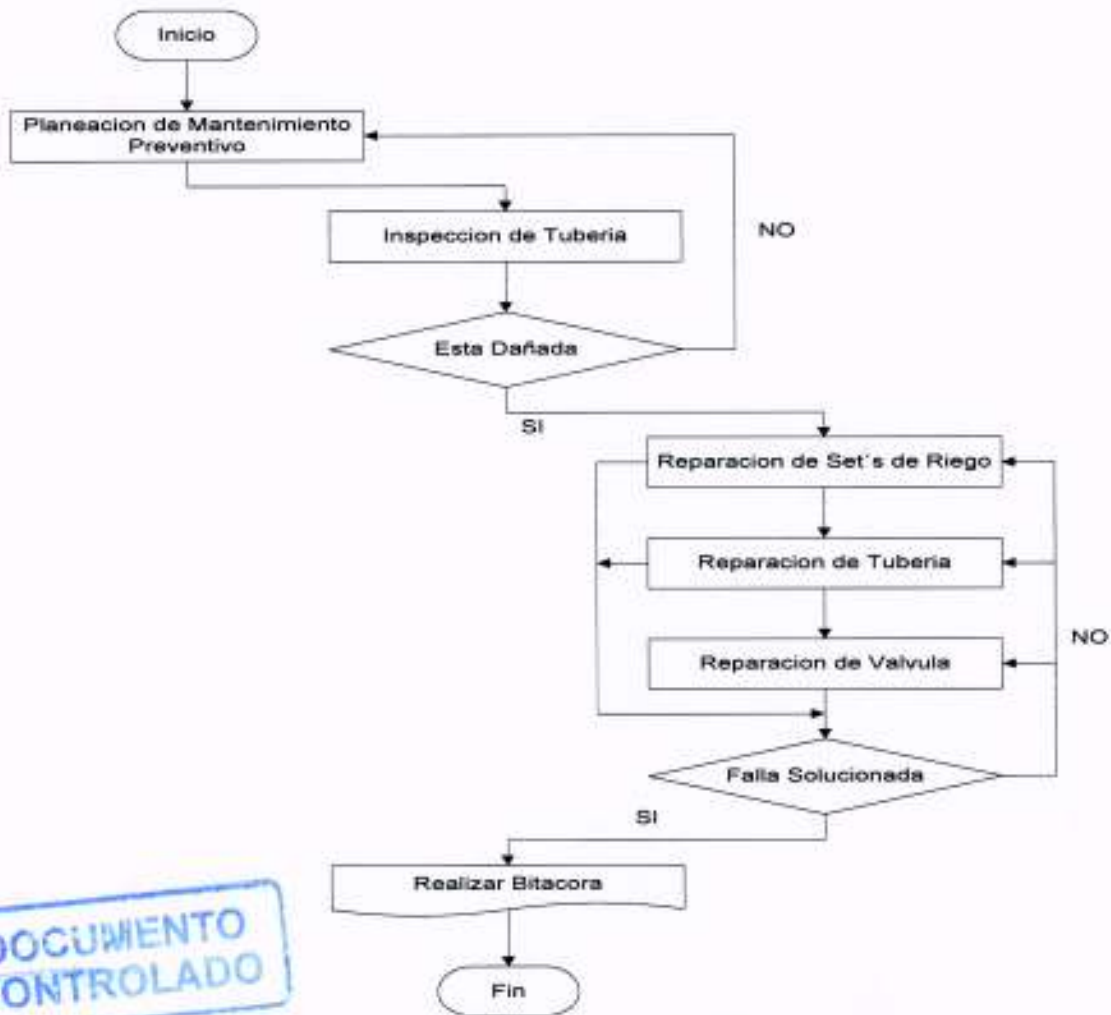 Inicio
Planeacion de Mantenimiento
Preventivo
Inspeccion de Tuberia
NO
Esta Dañada
SI
Reparacion de Set´s de Riego
Reparacion de Tuberia
NO
Reparacion de Valvula
Falla Solucionada
SI
Realizar Bitacora
DOCUMENTO
CONTROLADO
Fin